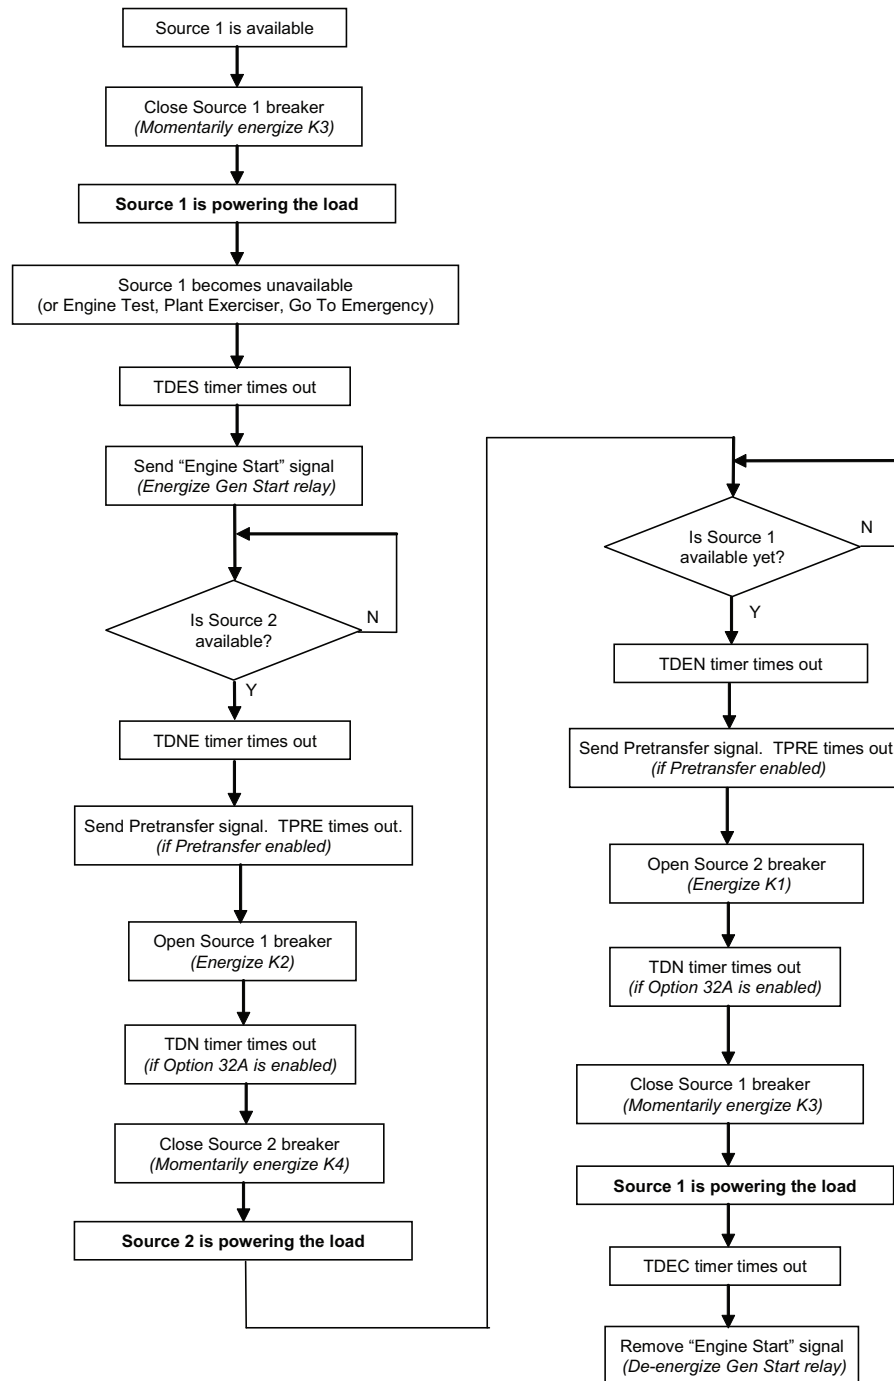 Source 1 is available
Close Source 1 breaker
(Momentarily energize K3)
Source 1 is powering the load
Source 1 becomes unavailable
(or Engine Test, Plant Exerciser, Go To Emergency)
TDES timer times out
Send “Engine Start” signal
(Energize Gen Start relay)
Is Source 2
available?
N
Y
TDNE timer times out
Send Pretransfer signal.  TPRE times out.
(if Pretransfer enabled)
Open Source 1 breaker
(Energize K2)
TDN timer times out
(if Option 32A is enabled)
Close Source 2 breaker
(Momentarily energize K4)
Source 2 is powering the load
Is Source 1
available yet?
N
Y
TDEN timer times out
Send Pretransfer signal.  TPRE times out
(if Pretransfer enabled)
Open Source 2 breaker
(Energize K1)
TDN timer times out
(if Option 32A is enabled)
Close Source 1 breaker
(Momentarily energize K3)
Source 1 is powering the load
TDEC timer times out
Remove “Engine Start” signal
(De-energize Gen Start relay)